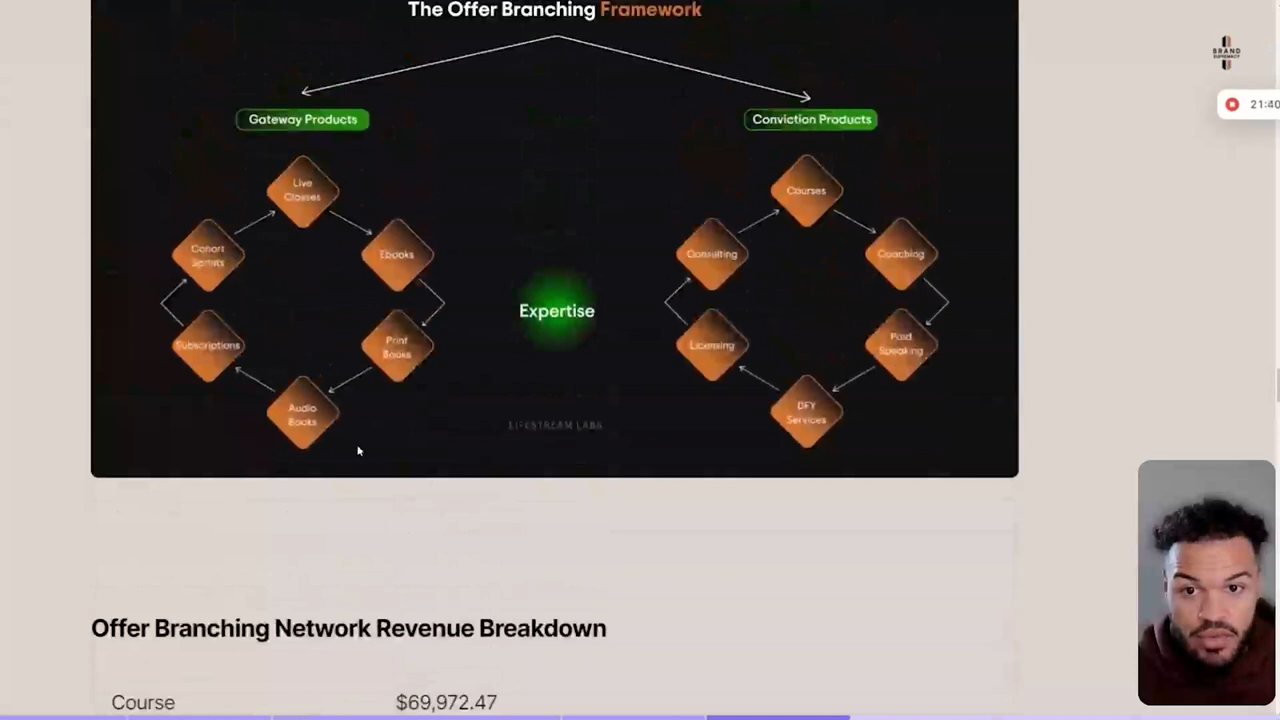 The Offer Branching Framework
BRAND
SUPREMACY
21:40
Gateway Products
Conviction Products
Live
Classes
Courses
Cohort
Sprints
Ebooks
Consulting
Coaching
Expertise
Subscriptions
Print
Books
Licensing
Paid
Speaking
Audio
Books
DFY
Services
LIFESTREAM LABS
Offer Branching Network Revenue Breakdown
Course $69,972.47